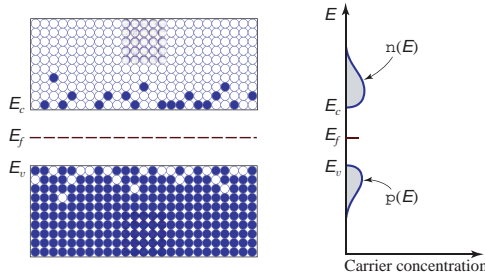 E_c
E_f
E_v
E
n(E)
E_c
E_f
E_v
p(E)
Carrier concentration